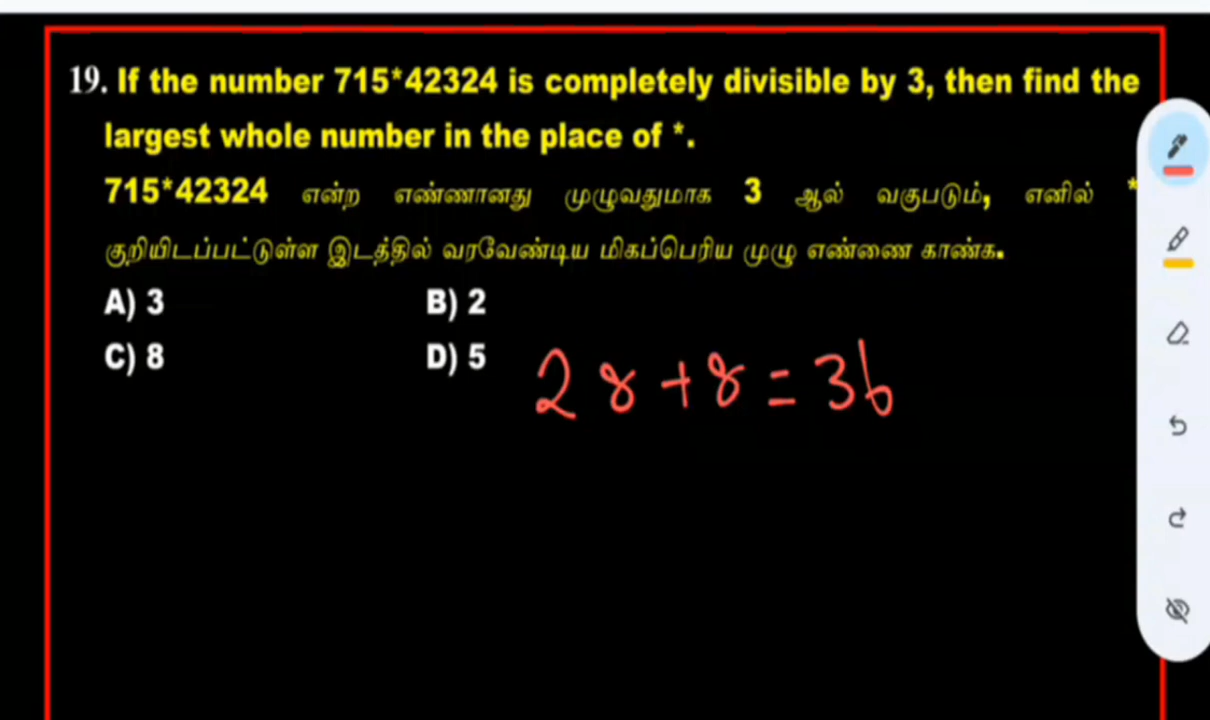 19. If the number 715*42324 is completely divisible by 3, then find the
largest whole number in the place of *.
715*42324 என்ற எண்ணானது முழுவதுமாக 3 ஆல் வகுபடும், எனில் *
குறியிடப்பட்டுள்ள இடத்தில் வரவேண்டிய மிகப்பெரிய முழு எண்ணை காண்க.
A) 3 B) 2
C) 8 D) 5
28+8=36